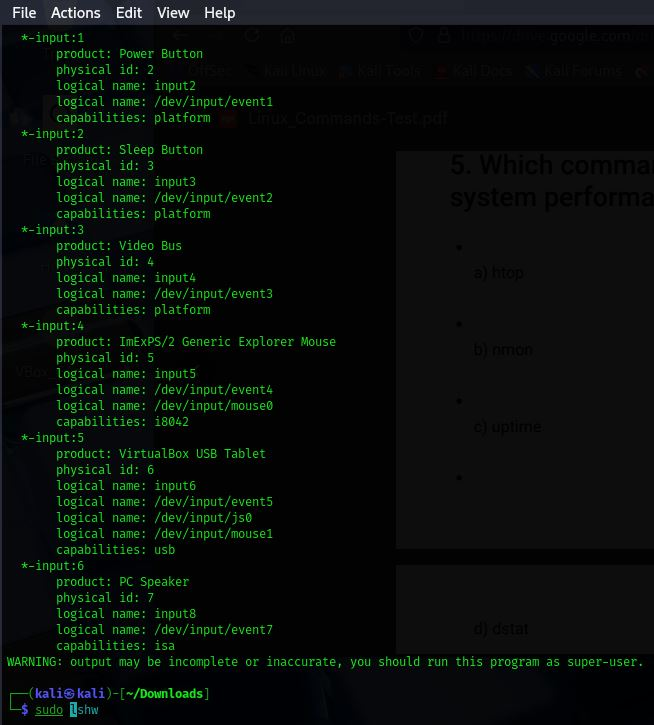 File Actions Edit View Help
*-input:1
product: Power Button
physical id: 2
logical name: input2
logical name: /dev/input/event1
capabilities: platform
*-input:2
product: Sleep Button
physical id: 3
logical name: input3
logical name: /dev/input/event2
capabilities: platform
*-input:3
product: Video Bus
physical id: 4
logical name: input4
logical name: /dev/input/event3
capabilities: platform
*-input:4
product: ImExPS/2 Generic Explorer Mouse
physical id: 5
logical name: input5
logical name: /dev/input/event4
logical name: /dev/input/mouse0
capabilities: i8042
*-input:5
product: VirtualBox USB Tablet
physical id: 6
logical name: input6
logical name: /dev/input/event5
logical name: /dev/input/js0
logical name: /dev/input/mouse1
capabilities: usb
*-input:6
product: PC Speaker
physical id: 7
logical name: input8
logical name: /dev/input/event7
capabilities: isa
WARNING: output may be incomplete or inaccurate, you should run this program as super-user.
┌──(kali㉿kali)-[~/Downloads]
└─$ sudo lshw
OffSec Kali Linux Kali Tools Kali Docs Kali Forums
Linux_Commands-Test.pdf
5. Which
system
a) htop
b) nmon
c) uptime
d) dstat